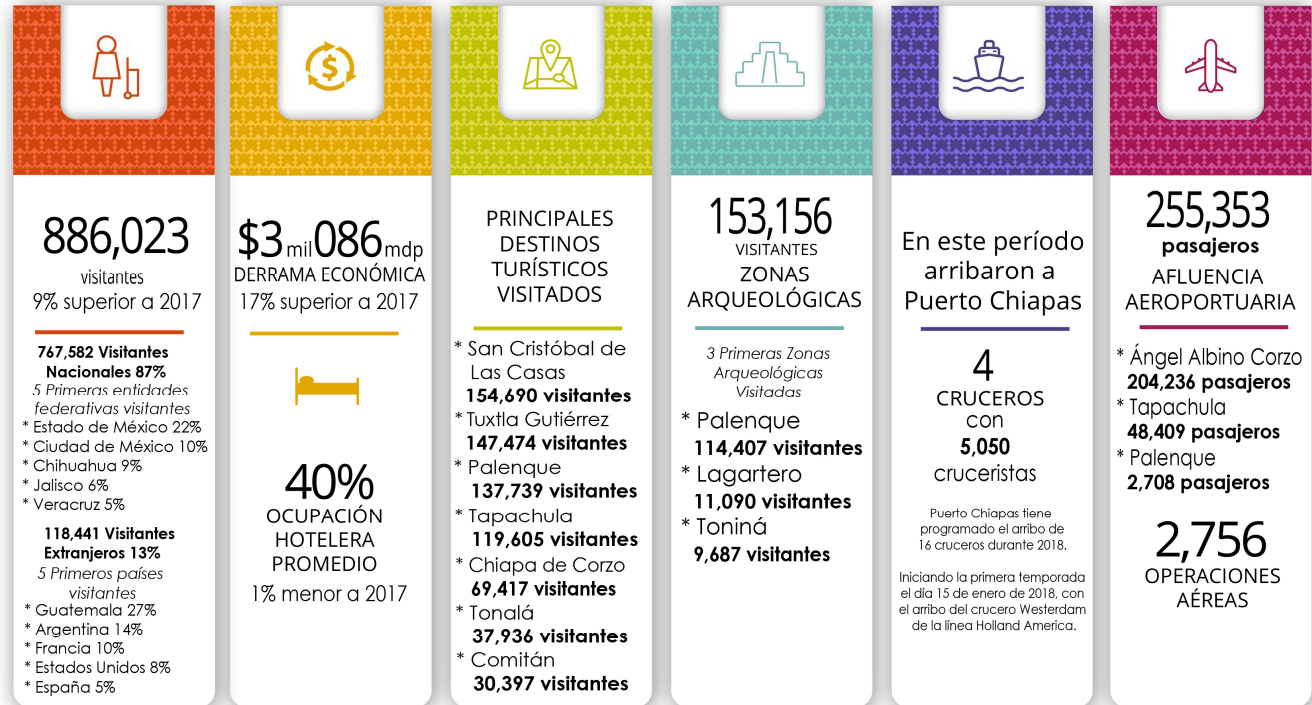 886,023
visitantes
9% superior a 2017
767,582 Visitantes
Nacionales 87%
5 Primeras entidades
federativas visitantes
* Estado de México 22%
* Ciudad de México 10%
* Chihuahua 9%
* Jalisco 6%
* Veracruz 5%
118,441 Visitantes
Extranjeros 13%
5 Primeros países
visitantes
* Guatemala 27%
* Argentina 14%
* Francia 10%
* Estados Unidos 8%
* España 5%
$
$3 mil 086 mdp
DERRAMA ECONÓMICA
17% superior a 2017
40%
OCUPACIÓN
HOTELERA
PROMEDIO
1% menor a 2017
PRINCIPALES
DESTINOS
TURÍSTICOS
VISITADOS
* San Cristóbal de
Las Casas
154,690 visitantes
* Tuxtla Gutiérrez
147,474 visitantes
* Palenque
137,739 visitantes
* Tapachula
119,605 visitantes
* Chiapa de Corzo
69,417 visitantes
* Tonalá
37,936 visitantes
* Comitán
30,397 visitantes
153,156
VISITANTES
ZONAS
ARQUEOLÓGICAS
3 Primeras Zonas
Arqueológicas
Visitadas
* Palenque
114,407 visitantes
* Lagartero
11,090 visitantes
* Toniná
9,687 visitantes
En este período
arribaron a
Puerto Chiapas
4
CRUCEROS
con
5,050
cruceristas
Puerto Chiapas tiene
programado el arribo de
16 cruceros durante 2018.
Iniciando la primera temporada
el día 15 de enero de 2018, con
el arribo del crucero Westerdam
de la línea Holland America.
255,353
pasajeros
AFLUENCIA
AEROPORTUARIA
* Ángel Albino Corzo
204,236 pasajeros
* Tapachula
48,409 pasajeros
* Palenque
2,708 pasajeros
2,756
OPERACIONES
AÉREAS